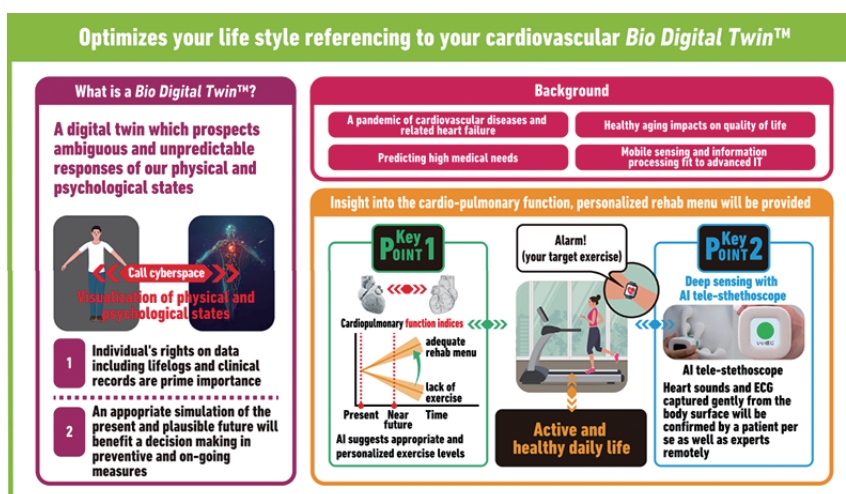 Optimizes your life style referencing to your cardiovascular Bio Digital Twin™
What is a Bio Digital Twin™?
A digital twin which prospects
ambiguous and unpredictable
responses of our physical and
psychological states
Call cyberspace
Visualization of physical and
psychological states
1
Individual's rights on data
including lifelogs and clinical
records are prime importance
2
An appopriate simulation of the
present and plausible future will
benefit a decision making in
preventive and on-going
measures
Background
A pandemic of cardiovascular diseases and
related heart failure
Healthy aging impacts on quality of life
Predicting high medical needs
Mobile sensing and information
processing fit to advanced IT
Insight into the cardio-pulmonary function, personalized rehab menu will be provided
Key
POINT 1
Cardiopulmonary function indices
adequate
rehab menu
lack of
exercise
Present
Near
future
Time
AI suggests appropriate and
personalized exercise levels
Alarm!
(your target exercise)
Active and
healthy daily life
Key
POINT 2
Deep sensing with
AI tele-sthethoscope
AI tele-stethoscope
Heart sounds and ECG
captured gently from the
body surface will be
confirmed by a patient per
se as well as experts
remotely